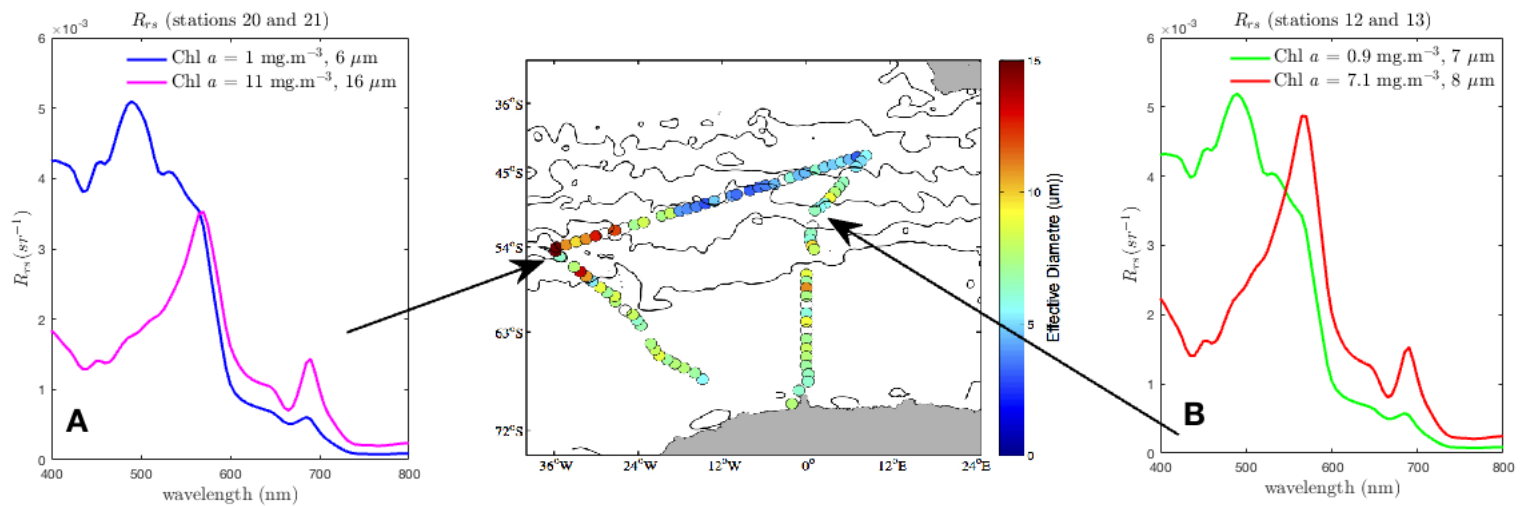 R_rs (stations 20 and 21)
×10⁻³
Chl a = 1 mg.m⁻³, 6 μm
Chl a = 11 mg.m⁻³, 16 μm
6
5
4
3
2
1
0
R_rs(sr⁻¹)
A
400 500 600 700 800
wavelength (nm)
36°S
45°S
54°S
63°S
72°S
36°W 24°W 12°W 0° 12°E 24°E
15
10
5
0
Effective Diametre (um))
R_rs (stations 12 and 13)
×10⁻³
Chl a = 0.9 mg.m⁻³, 7 μm
Chl a = 7.1 mg.m⁻³, 8 μm
6
5
4
3
2
1
0
R_rs(sr⁻¹)
B
400 500 600 700 800
wavelength (nm)